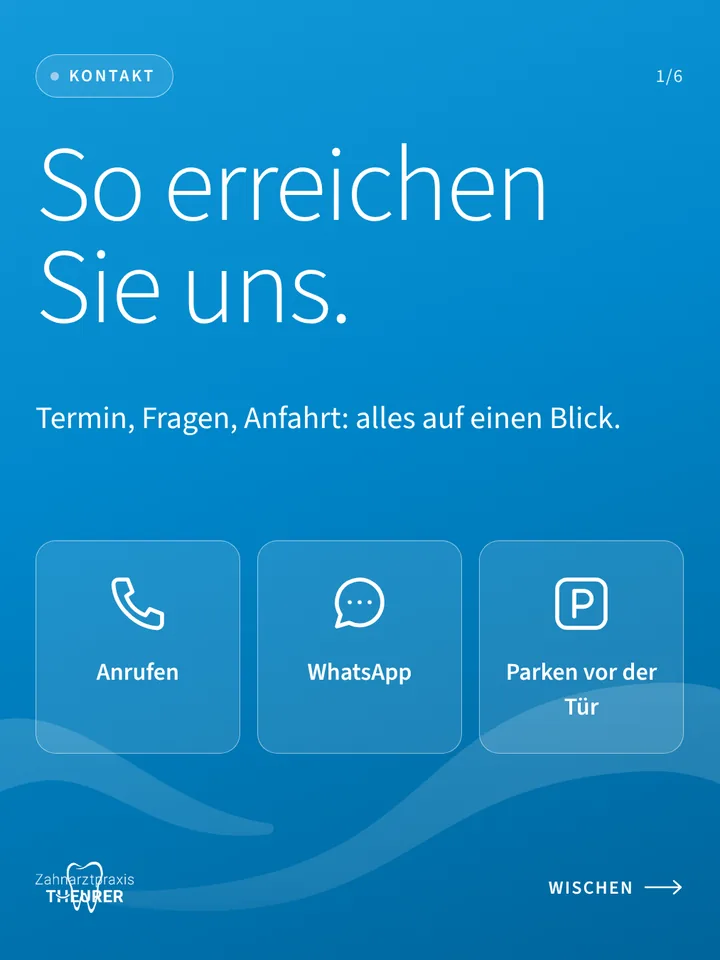 KONTAKT
1/6
So erreichen
Sie uns.
Termin, Fragen, Anfahrt: alles auf einen Blick.
Anrufen
WhatsApp
P
Parken vor der
Tür
Zahnarztpraxis
THEURER
WISCHEN